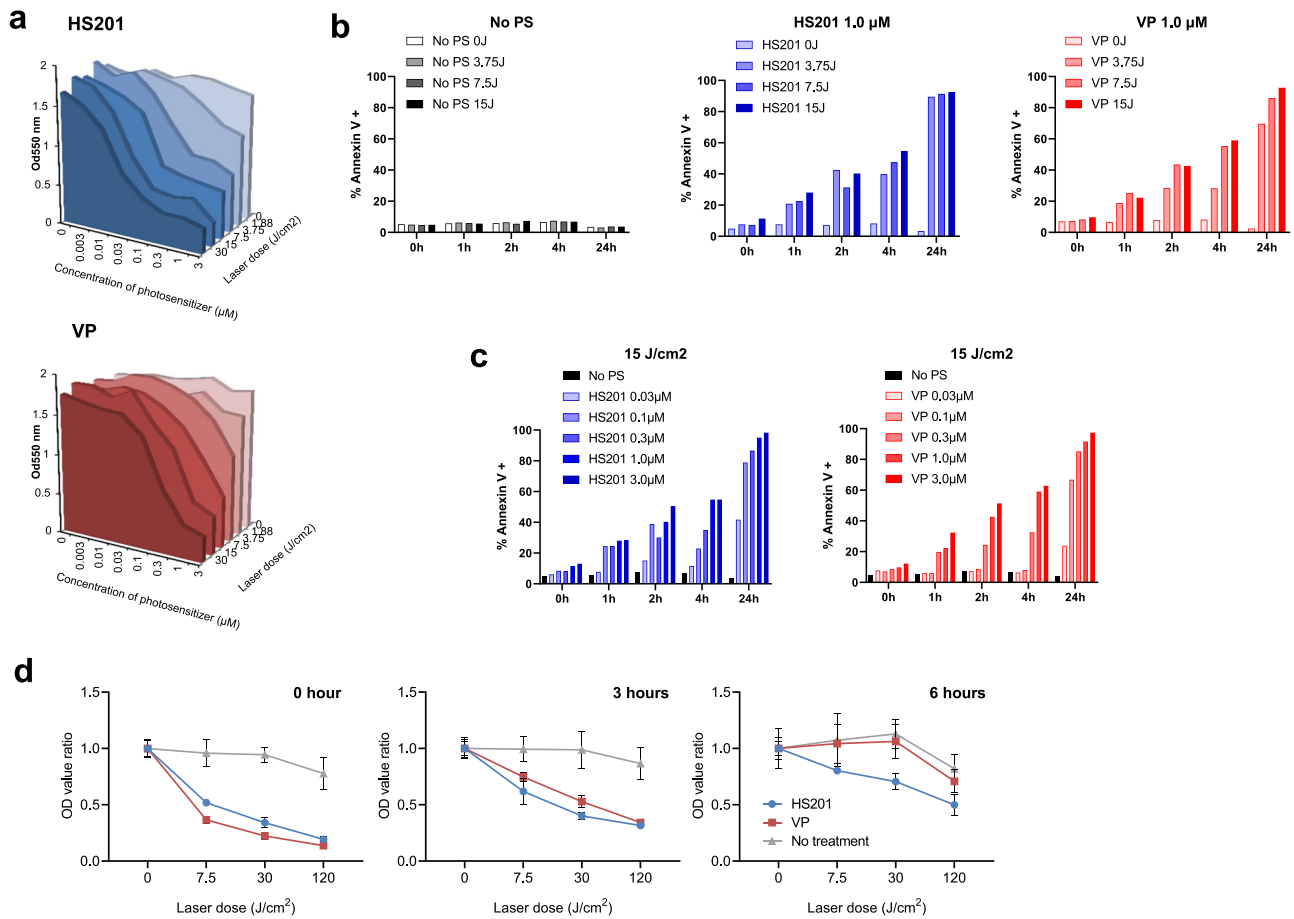 a
HS201
2
1.5
1
0.5
0
Od550 nm
0
0.003
0.01
0.03
0.1
0.3
1
3
Concentration of photosensitizer (µM)
30
15
7.5
3.75
1.88
0
Laser dose (J/cm2)
VP
2
1.5
1
0.5
0
Od550 nm
0
0.003
0.01
0.03
0.1
0.3
1
3
Concentration of photosensitizer (µM)
30
15
7.5
3.75
1.88
0
Laser dose (J/cm2)
b
No PS
No PS 0J
No PS 3.75J
No PS 7.5J
No PS 15J
100
80
60
40
20
0
% Annexin V +
0h 1h 2h 4h 24h
HS201 1.0 µM
HS201 0J
HS201 3.75J
HS201 7.5J
HS201 15J
100
80
60
40
20
0
% Annexin V +
0h 1h 2h 4h 24h
VP 1.0 µM
VP 0J
VP 3.75J
VP 7.5J
VP 15J
100
80
60
40
20
0
% Annexin V +
0h 1h 2h 4h 24h
c
15 J/cm2
No PS
HS201 0.03µM
HS201 0.1µM
HS201 0.3µM
HS201 1.0µM
HS201 3.0µM
100
80
60
40
20
0
% Annexin V +
0h 1h 2h 4h 24h
15 J/cm2
No PS
VP 0.03µM
VP 0.1µM
VP 0.3µM
VP 1.0µM
VP 3.0µM
100
80
60
40
20
0
% Annexin V +
0h 1h 2h 4h 24h
d
0 hour
1.5
1.0
0.5
0.0
OD value ratio
0 7.5 30 120
Laser dose (J/cm²)
3 hours
1.5
1.0
0.5
0.0
OD value ratio
0 7.5 30 120
Laser dose (J/cm²)
6 hours
1.5
1.0
0.5
0.0
OD value ratio
HS201
VP
No treatment
0 7.5 30 120
Laser dose (J/cm²)